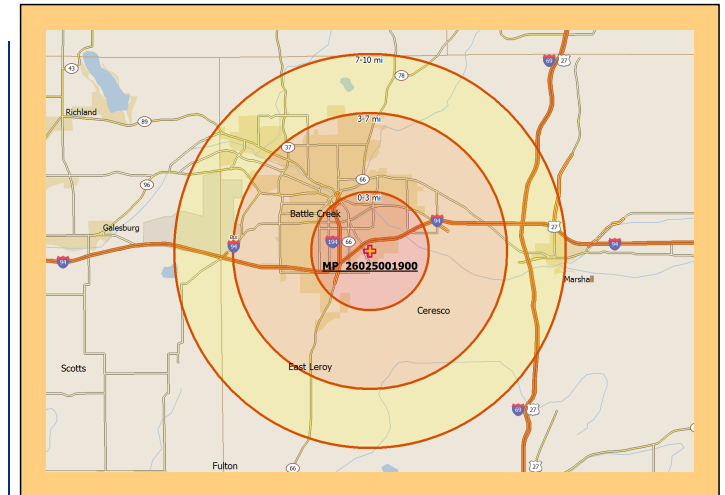 7-10 mi
69 27
43
78
Richland
89
3-7 mi
37
96
66
0-3 mi
Battle Creek
94
Galesburg
BUS
94
194 66
27
94
94
MP 26025001900
Marshall
Ceresco
East Leroy
Scotts
69 27
Fulton
66